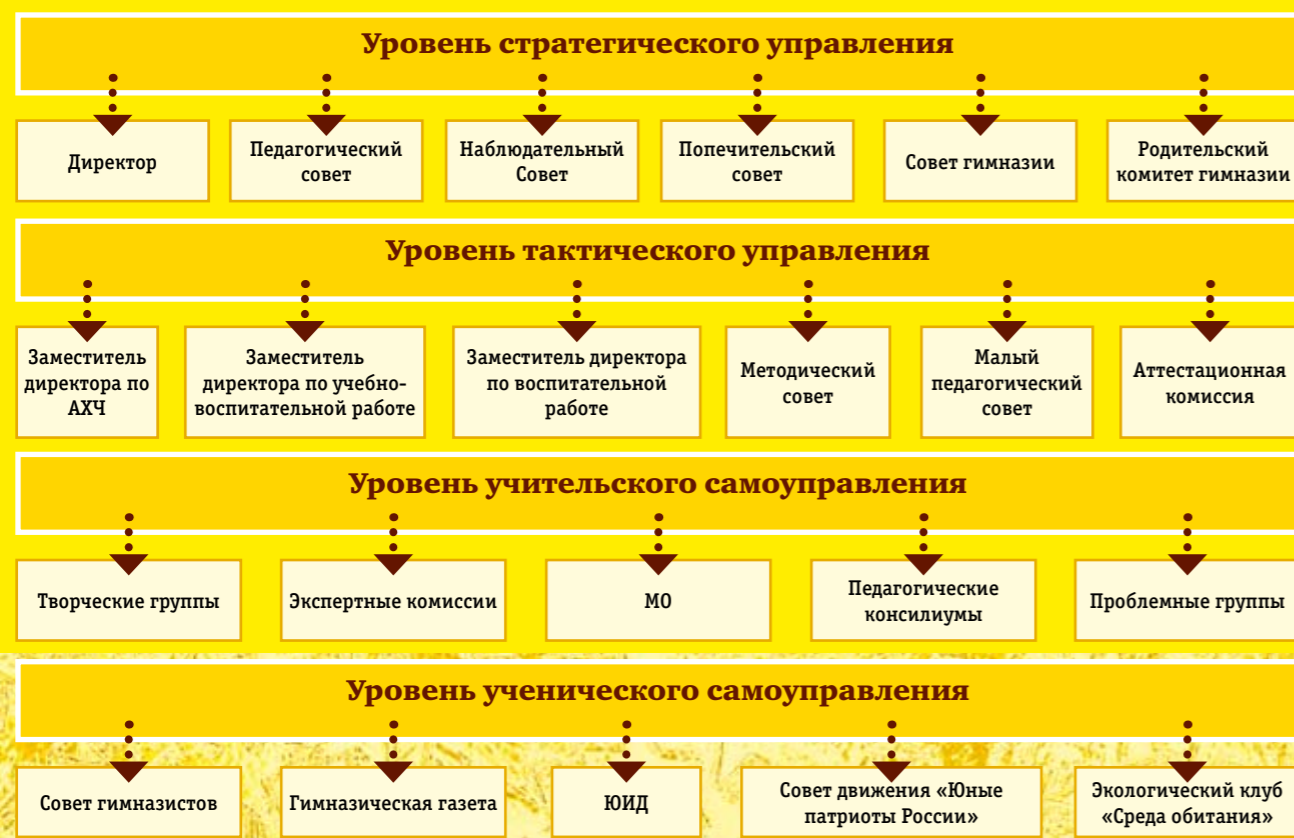 Уровень стратегического управления
Директор
Педагогический
совет
Наблюдательный
Совет
Попечительский
совет
Совет гимназии
Родительский
комитет гимназии
Уровень тактического управления
Заместитель
директора по
АХЧ
Заместитель
директора по учебно-
воспитательной работе
Заместитель директора
по воспитательной
работе
Методический
совет
Малый
педагогический
совет
Аттестационная
комиссия
Уровень учительского самоуправления
Творческие группы
Экспертные комиссии
МО
Педагогические
консилиумы
Проблемные группы
Уровень ученического самоуправления
Совет гимназистов
Гимназическая газета
ЮИД
Совет движения «Юные
патриоты России»
Экологический клуб
«Среда обитания»